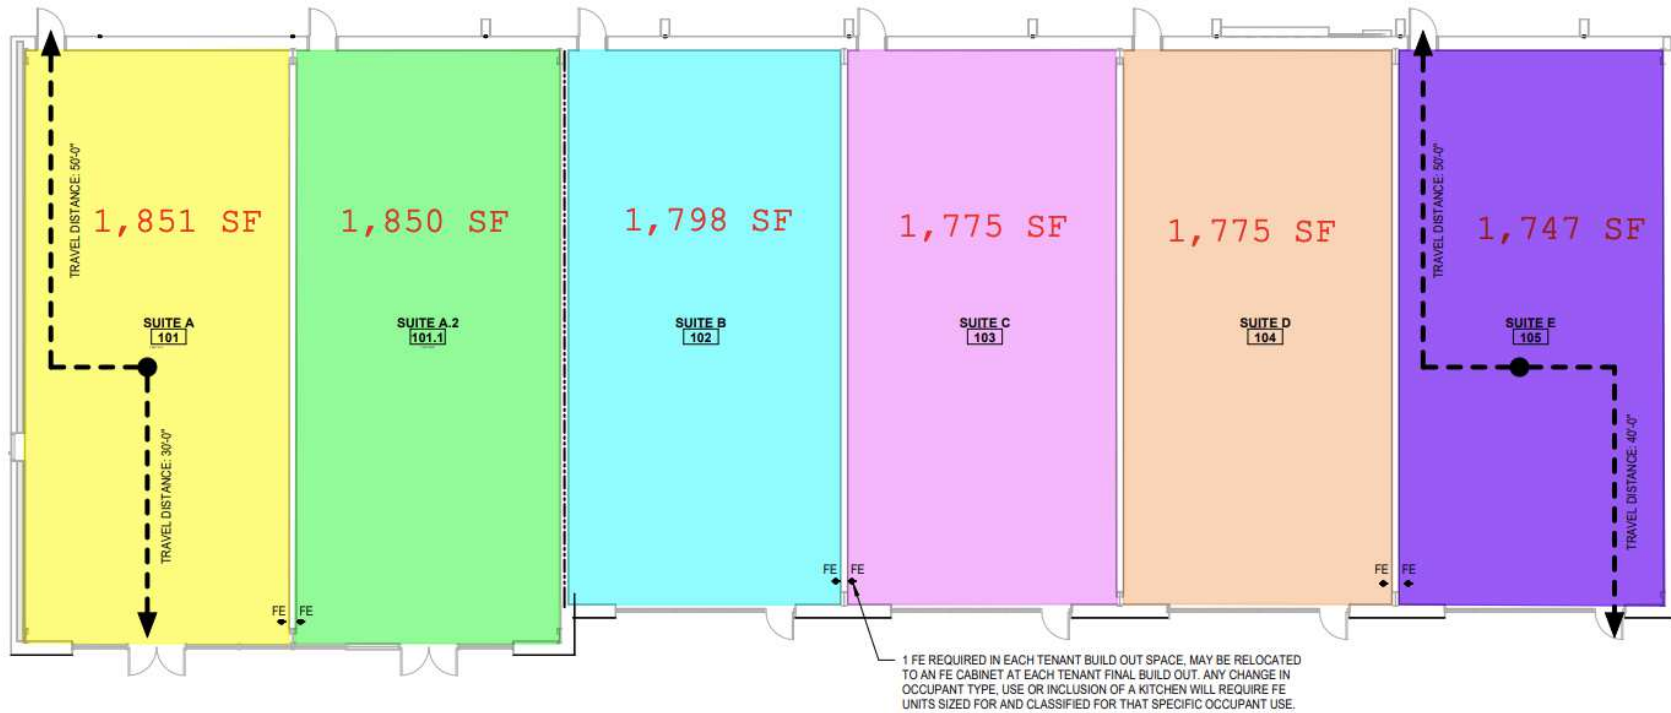 TRAVEL DISTANCE: 50'-0"
1,851 SF
1,850 SF
1,798 SF
1,775 SF
1,775 SF
TRAVEL DISTANCE: 50'-0"
1,747 SF
SUITE A
101
SUITE A.2
101.1
SUITE B
102
SUITE C
103
SUITE D
104
SUITE E
105
TRAVEL DISTANCE: 30'-0"
TRAVEL DISTANCE: 40'-0"
FE
FE
FE
FE
FE
FE
1 FE REQUIRED IN EACH TENANT BUILD OUT SPACE, MAY BE RELOCATED
TO AN FE CABINET AT EACH TENANT FINAL BUILD OUT. ANY CHANGE IN
OCCUPANT TYPE, USE OR INCLUSION OF A KITCHEN WILL REQUIRE FE
UNITS SIZED FOR AND CLASSIFIED FOR THAT SPECIFIC OCCUPANT USE.